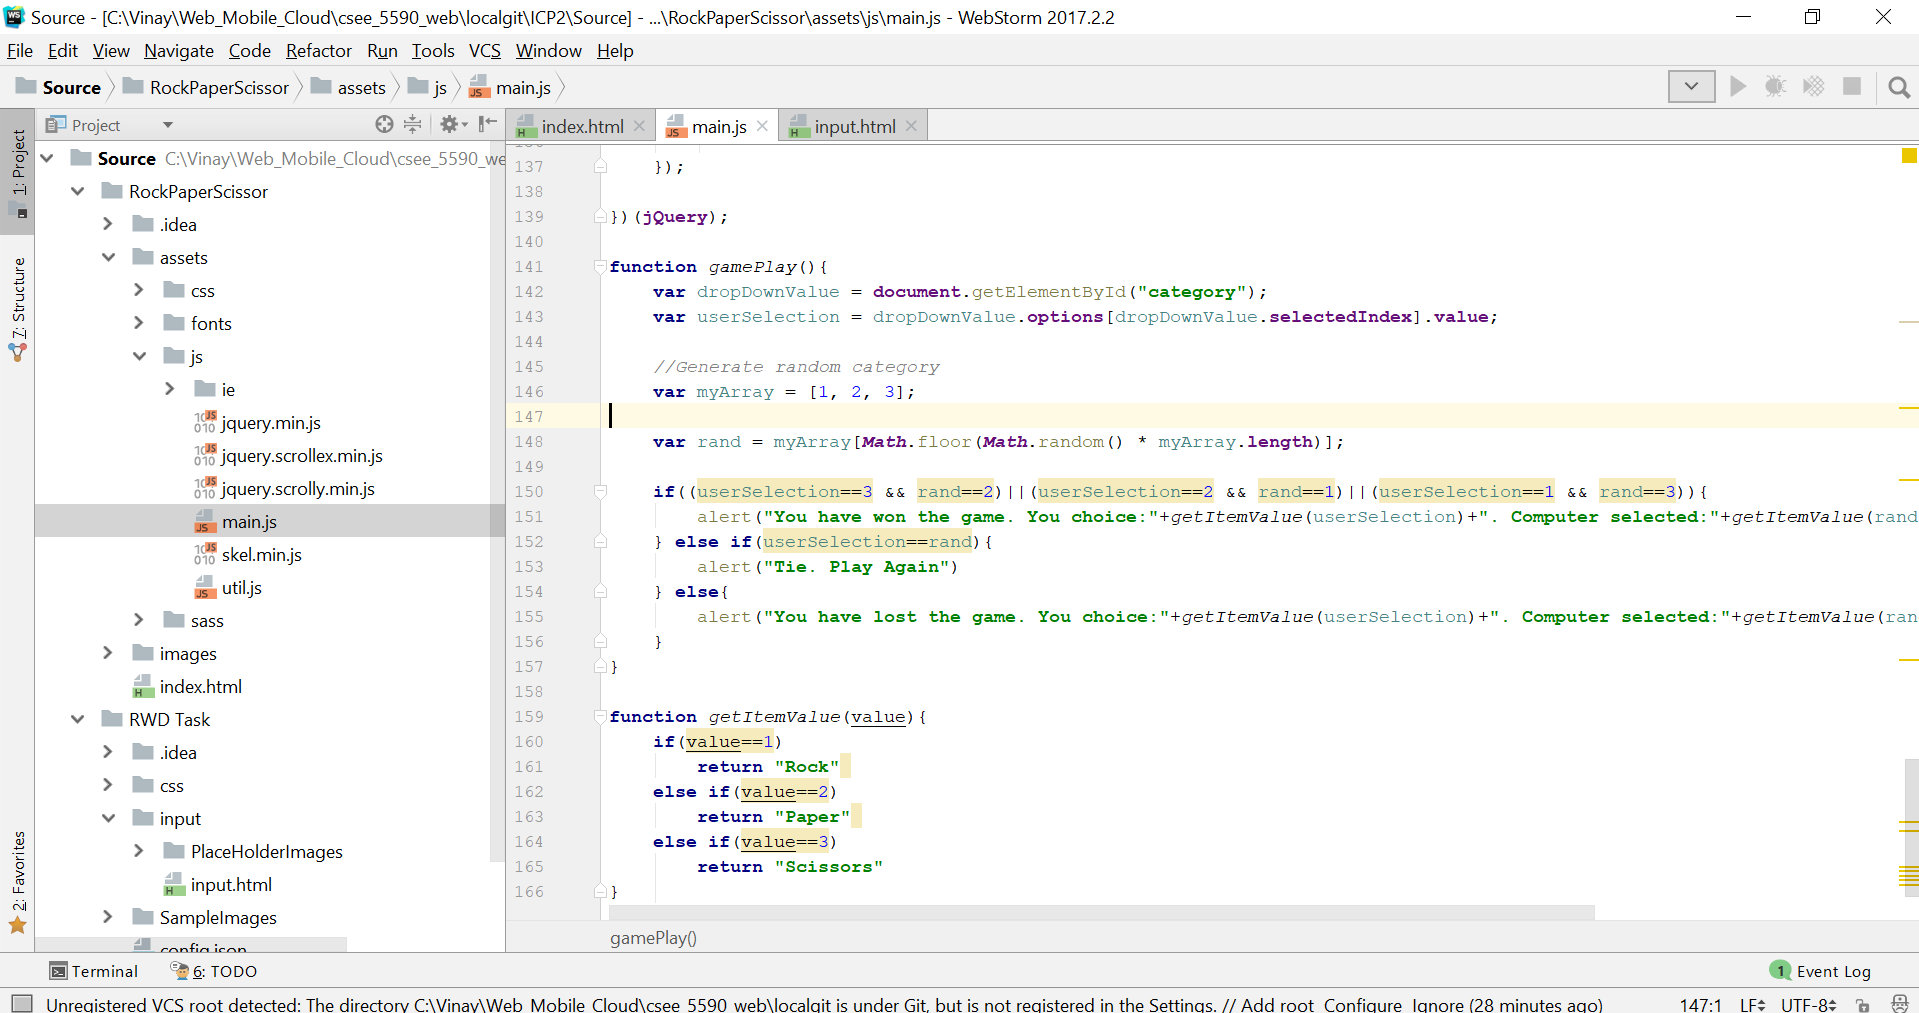 Source - [C:\Vinay\Web_Mobile_Cloud\csee_5590_web\localgit\ICP2\Source] - ...\RockPaperScissor\assets\js\main.js - WebStorm 2017.2.2
File Edit View Navigate Code Refactor Run Tools VCS Window Help
Source RockPaperScissor assets js main.js
Project
index.html main.js input.html
1: Project
7: Structure
2: Favorites
Source C:\Vinay\Web_Mobile_Cloud\csee_5590_we
RockPaperScissor
.idea
assets
css
fonts
js
ie
jquery.min.js
jquery.scrollex.min.js
jquery.scrolly.min.js
main.js
skel.min.js
util.js
sass
images
index.html
RWD Task
.idea
css
input
PlaceHolderImages
input.html
SampleImages
config.json
137 });
138
139 })(jQuery);
140
141 function gamePlay(){
142 var dropDownValue = document.getElementById("category");
143 var userSelection = dropDownValue.options[dropDownValue.selectedIndex].value;
144
145 //Generate random category
146 var myArray = [1, 2, 3];
147
148 var rand = myArray[Math.floor(Math.random() * myArray.length)];
149
150 if((userSelection==3 && rand==2)||(userSelection==2 && rand==1)||(userSelection==1 && rand==3)){
151 alert("You have won the game. You choice:"+getItemValue(userSelection)+". Computer selected:"+getItemValue(rand
152 } else if(userSelection==rand){
153 alert("Tie. Play Again")
154 } else{
155 alert("You have lost the game. You choice:"+getItemValue(userSelection)+". Computer selected:"+getItemValue(ran
156 }
157 }
158
159 function getItemValue(value){
160 if(value==1)
161 return "Rock"
162 else if(value==2)
163 return "Paper"
164 else if(value==3)
165 return "Scissors"
166 }
gamePlay()
Terminal 6: TODO 1 Event Log
Unregistered VCS root detected: The directory C:\Vinay\Web_Mobile_Cloud\csee_5590_web\localgit is under Git, but is not registered in the Settings. // Add root Configure Ignore (28 minutes ago) 147:1 LF UTF-8